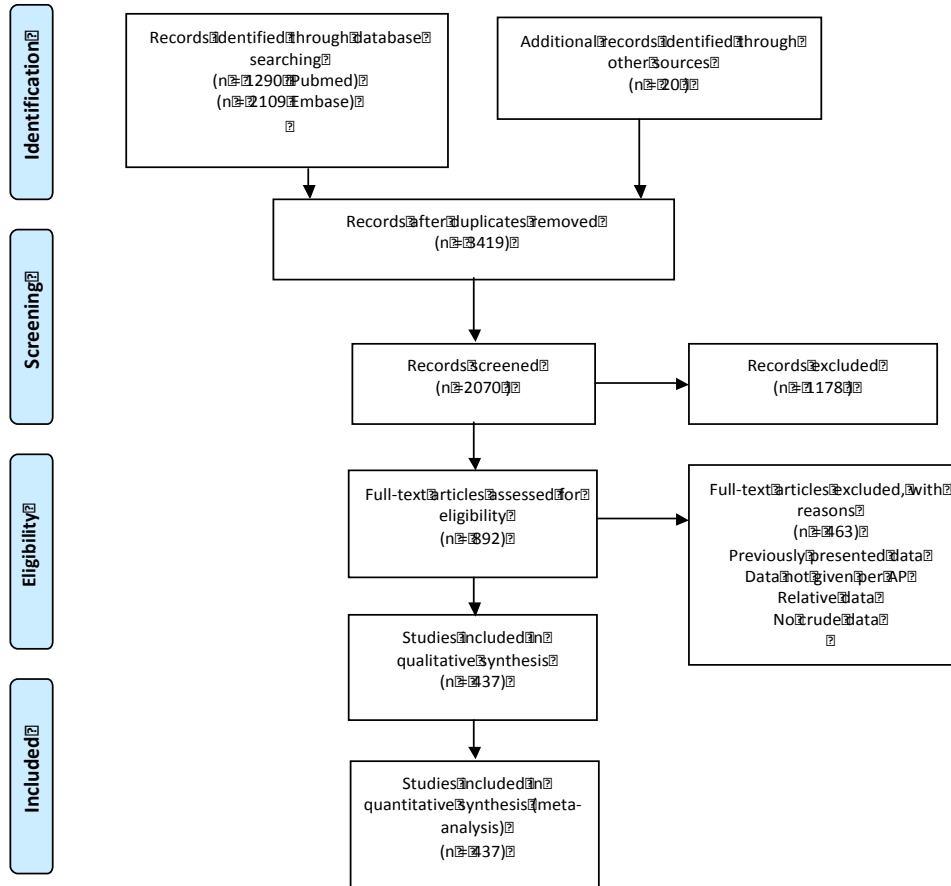 Identification
Records identified through database
searching
(n = 1290 Pubmed)
(n = 2109 Embase)
Additional records identified through
other sources
(n = 20 )
Records after duplicates removed
(n = 3419)
Screening
Records screened
(n =2070)
Records excluded
(n = 1178)
Eligibility
Full-text articles assessed for
eligibility
(n = 892)
Full-text articles excluded, with
reasons
(n = 463)
Previously presented data
Data not given per AP
Relative data
No crude data
Studies included in
qualitative synthesis
(n = 437)
Included
Studies included in
quantitative synthesis (meta-
analysis)
(n = 437)